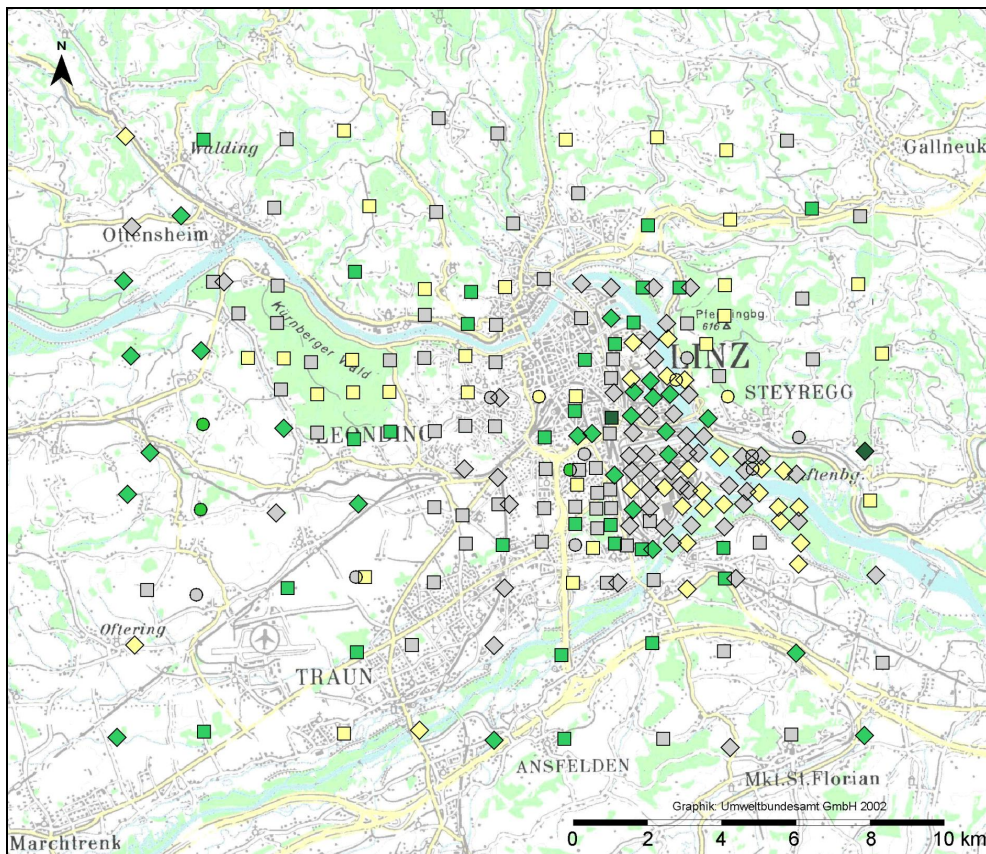 N
Walding
Gallneuk
Ottensheim
Pfenningbg.
616
Kürnberger Wald
LINZ
STEYREGG
LEONDING
Oftering
TRAUN
ANSFELDEN
Mkt.St.Florian
Graphik: Umweltbundesamt GmbH 2002
Marchtrenk
0 2 4 6 8 10 km